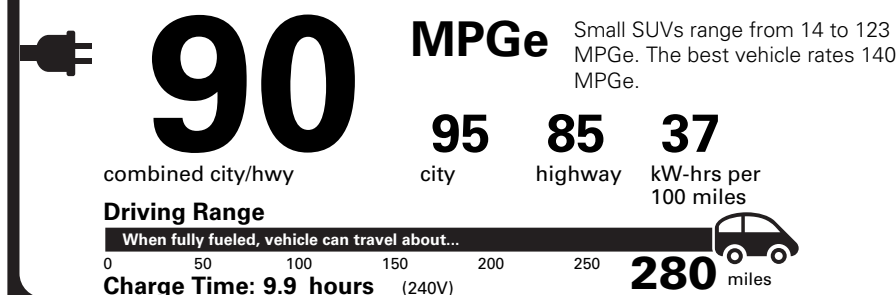 90
MPGe
Small SUVs range from 14 to 123
MPGe. The best vehicle rates 140
MPGe.
combined city/hwy
95
city
85
highway
37
kW-hrs per
100 miles
Driving Range
When fully fueled, vehicle can travel about...
0 50 100 150 200 250 280 miles
Charge Time: 9.9 hours (240V)